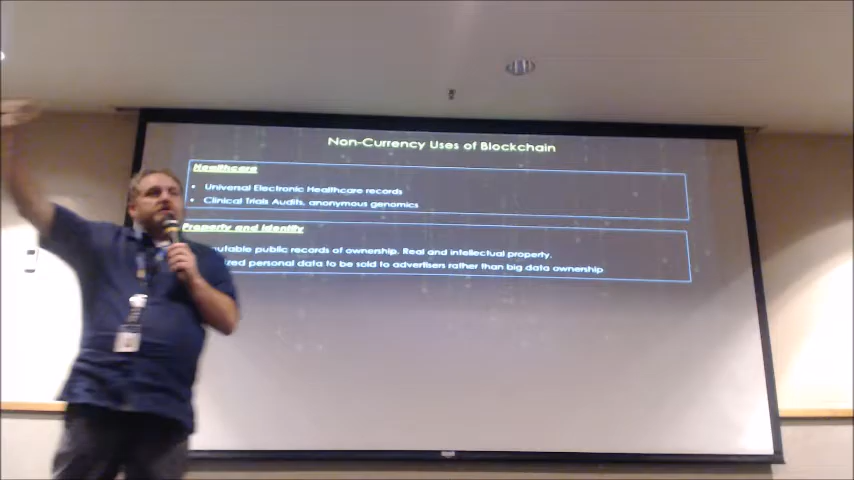 Non-Currency Uses of Blockchain
Healthcare
• Universal Electronic Healthcare records
• Clinical Trials Audits, anonymous genomics
Property and Identity
public records of ownership. Real and intellectual property.
personal data to be sold to advertisers rather than big data ownership